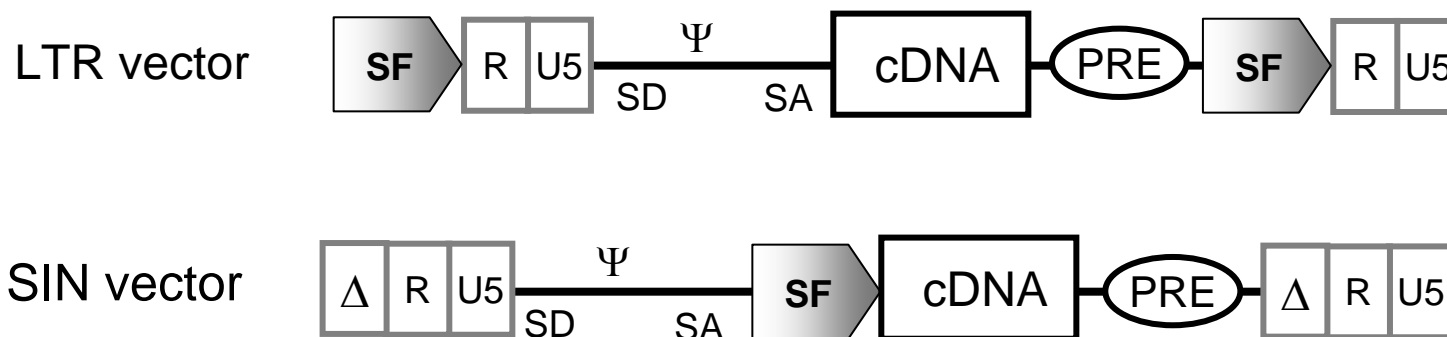 Ψ
LTR vector SF R U5 cDNA PRE SF R U5
SD SA
Ψ
SIN vector Δ R U5 SF cDNA PRE Δ R U5
SD SA